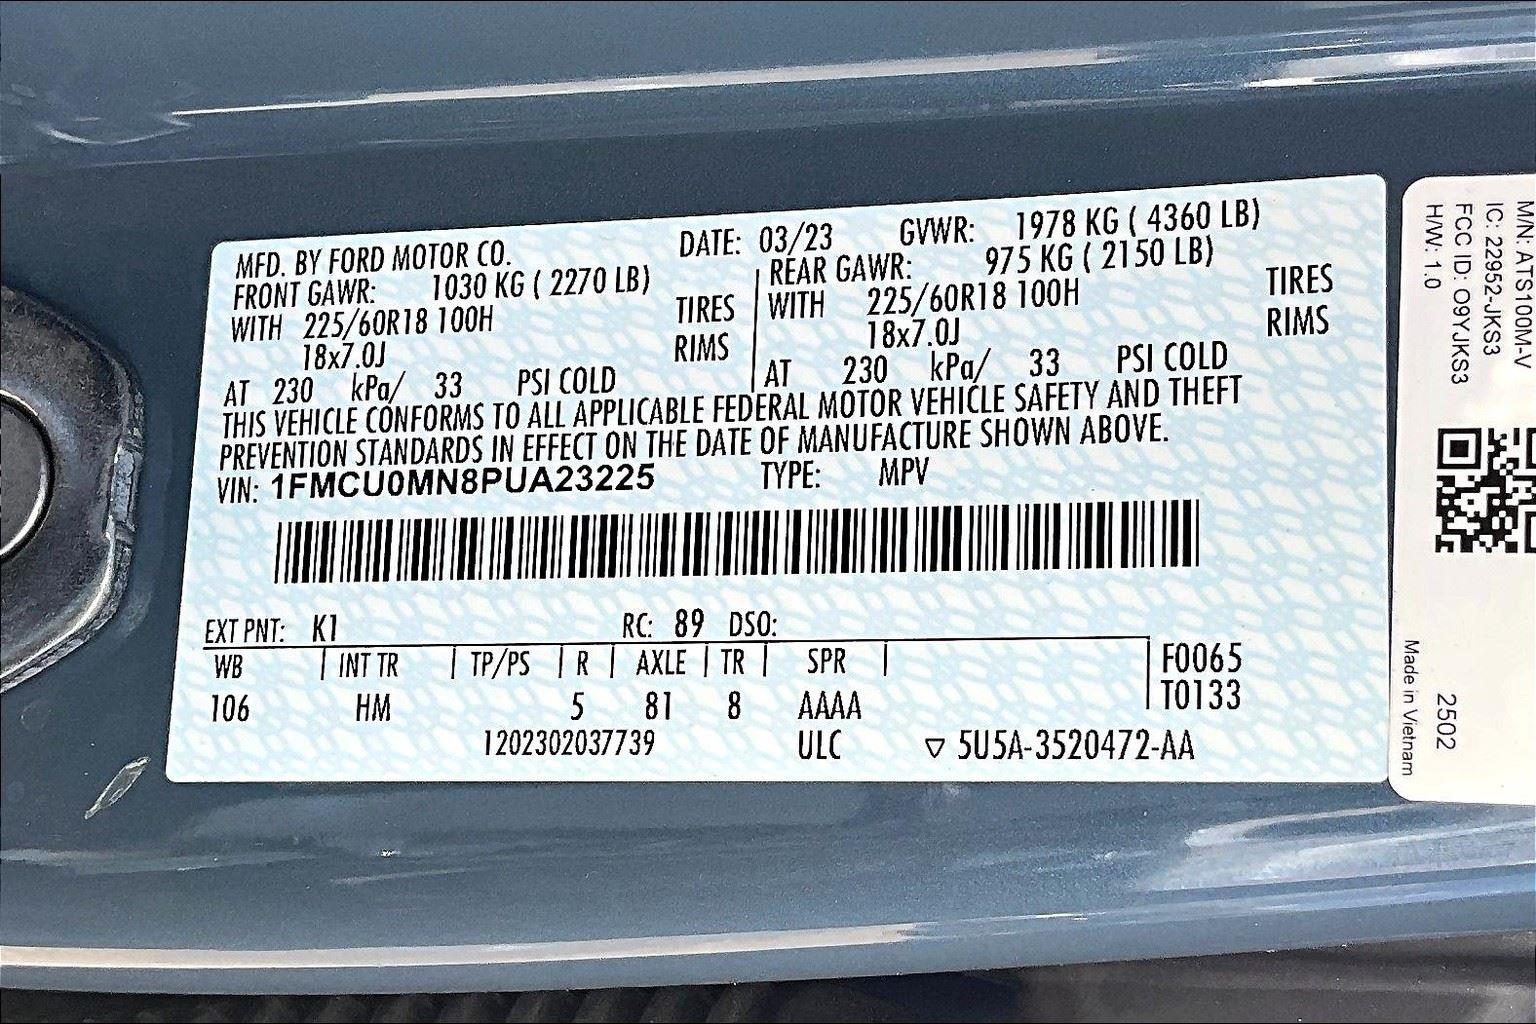 MFD. BY FORD MOTOR CO. DATE: 03/23 GVWR: 1978 KG ( 4360 LB)
FRONT GAWR: 1030 KG ( 2270 LB)
WITH 225/60R18 100H TIRES
18x7.0J RIMS
AT 230 kPa/ 33 PSI COLD
REAR GAWR: 975 KG ( 2150 LB)
WITH 225/60R18 100H TIRES
18x7.0J RIMS
AT 230 kPa/ 33 PSI COLD
THIS VEHICLE CONFORMS TO ALL APPLICABLE FEDERAL MOTOR VEHICLE SAFETY AND THEFT
PREVENTION STANDARDS IN EFFECT ON THE DATE OF MANUFACTURE SHOWN ABOVE.
VIN: 1FMCU0MN8PUA23225 TYPE: MPV
EXT PNT: K1 RC: 89 DSO:
WB INT TR TP/PS R AXLE TR SPR F0065
106 HM 5 81 8 AAAA T0133
1202302037739 ULC ▽ 5U5A-3520472-AA
M/N: ATS100M-V
IC: 22952-JKS3
FCC ID: O9YJKS3
H/W: 1.0
2502
Made in Vietnam